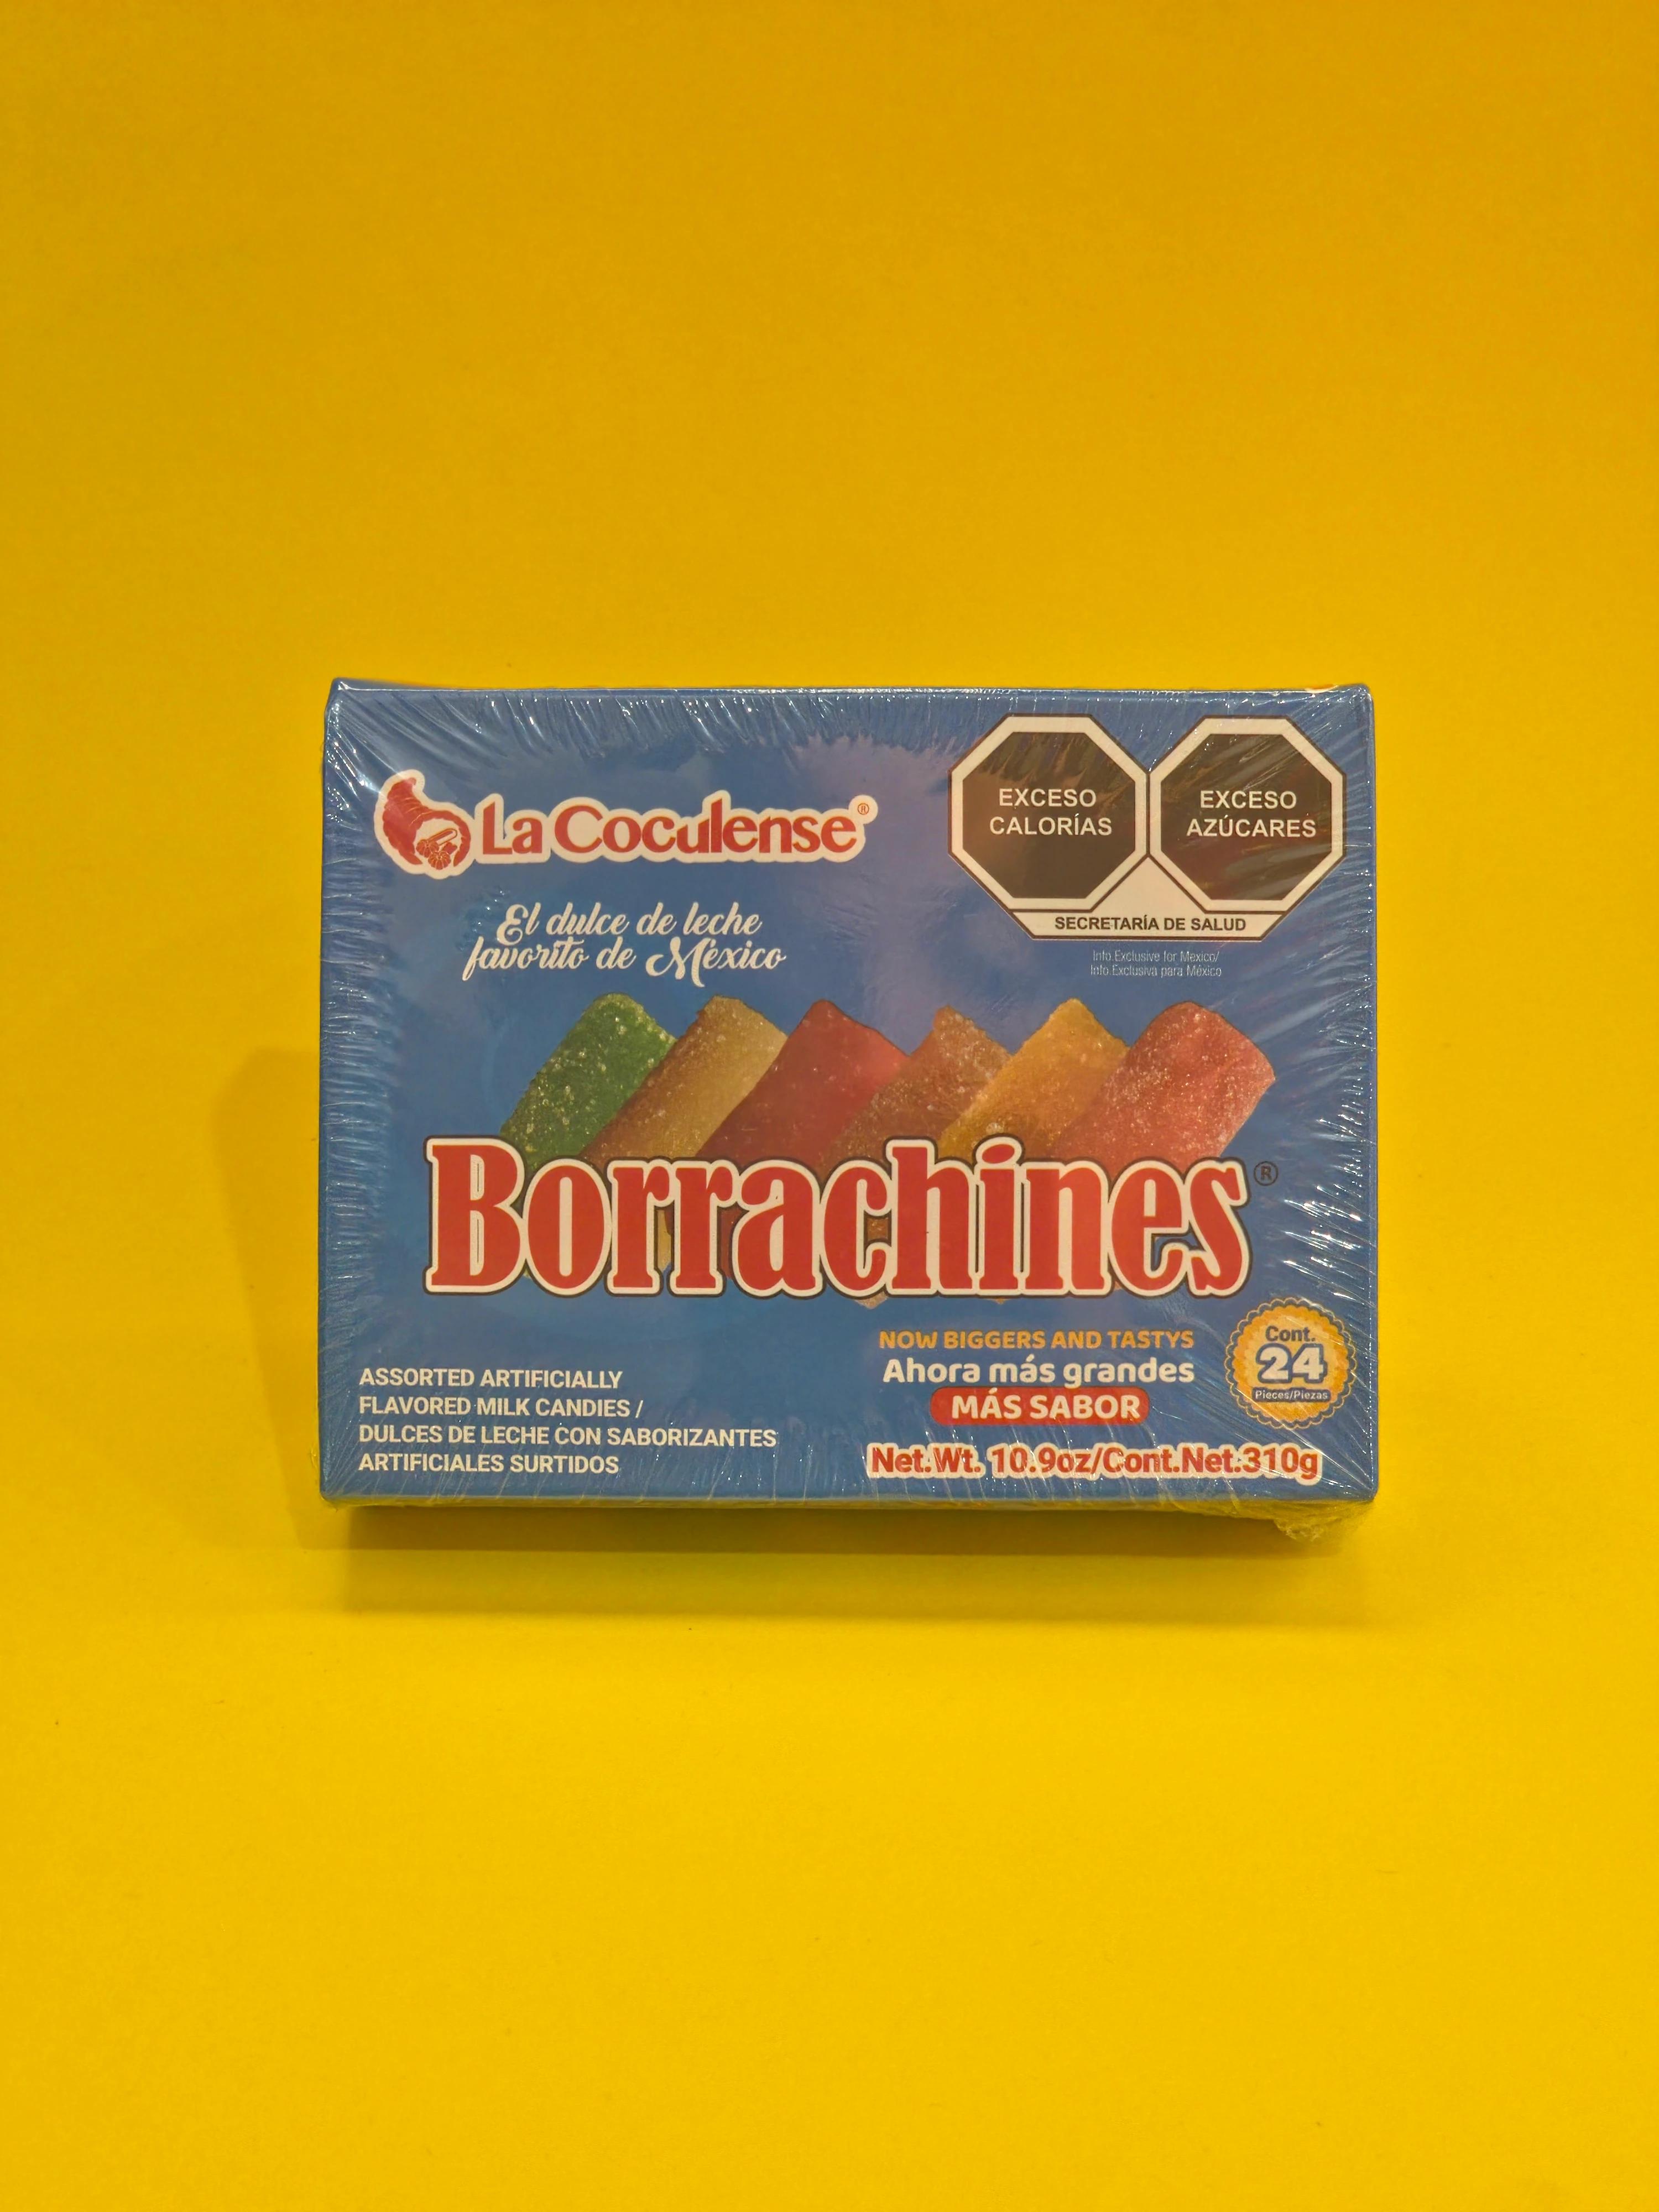 La Coculense®
El dulce de leche
favorito de México
EXCESO
CALORÍAS
EXCESO
AZÚCARES
SECRETARÍA DE SALUD
Info.Exclusive for Mexico/
Info.Exclusiva para México
Borrachines®
NOW BIGGERS AND TASTYS
Ahora más grandes
MÁS SABOR
Cont.
24
Pieces/Piezas
ASSORTED ARTIFICIALLY
FLAVORED MILK CANDIES /
DULCES DE LECHE CON SABORIZANTES
ARTIFICIALES SURTIDOS
Net.Wt. 10.9oz/Cont.Net.310g